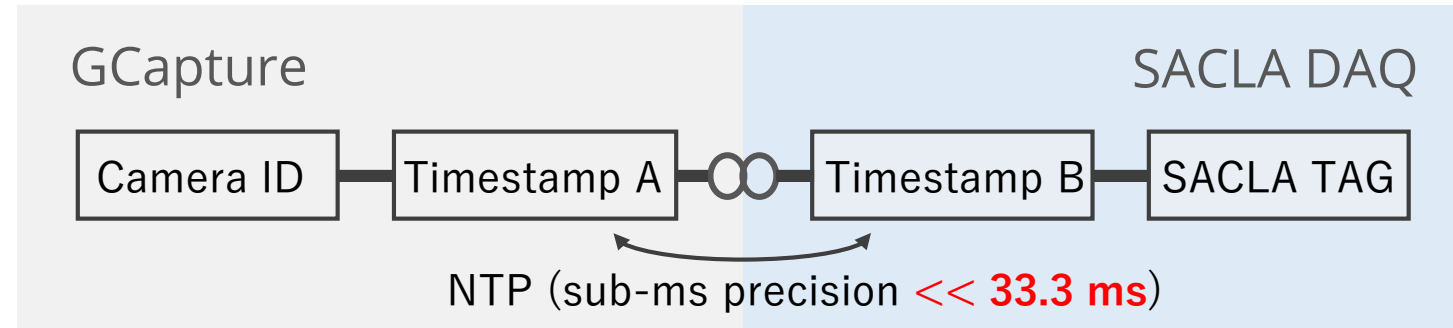 GCapture
SACLA DAQ
Camera ID
Timestamp A
Timestamp B
SACLA TAG
NTP (sub-ms precision << 33.3 ms)